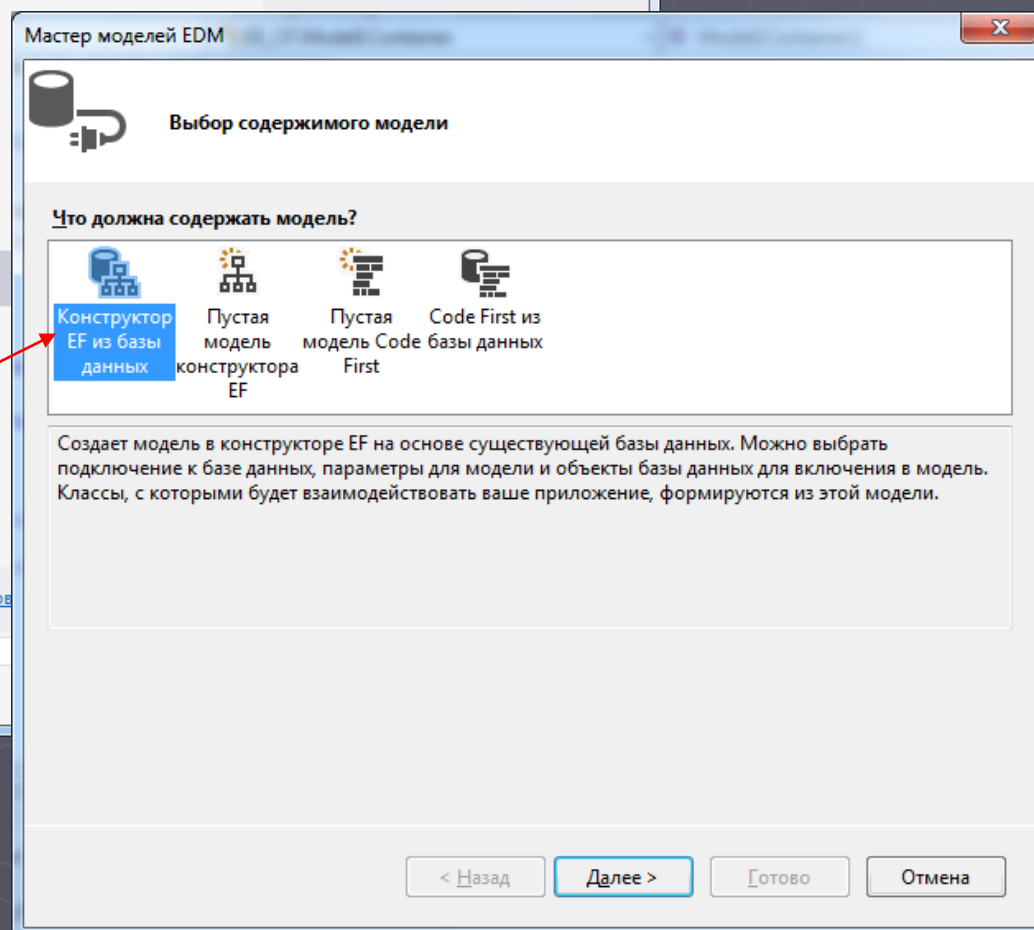 Мастер моделей EDM
Выбор содержимого модели
Что должна содержать модель?
Конструктор
EF из базы
данных
Пустая
модель
конструктора
EF
Пустая
модель Code
First
Code First из
базы данных
Создает модель в конструкторе EF на основе существующей базы данных. Можно выбрать
подключение к базе данных, параметры для модели и объекты базы данных для включения в модель.
Классы, с которыми будет взаимодействовать ваше приложение, формируются из этой модели.
< Назад
Далее >
Готово
Отмена